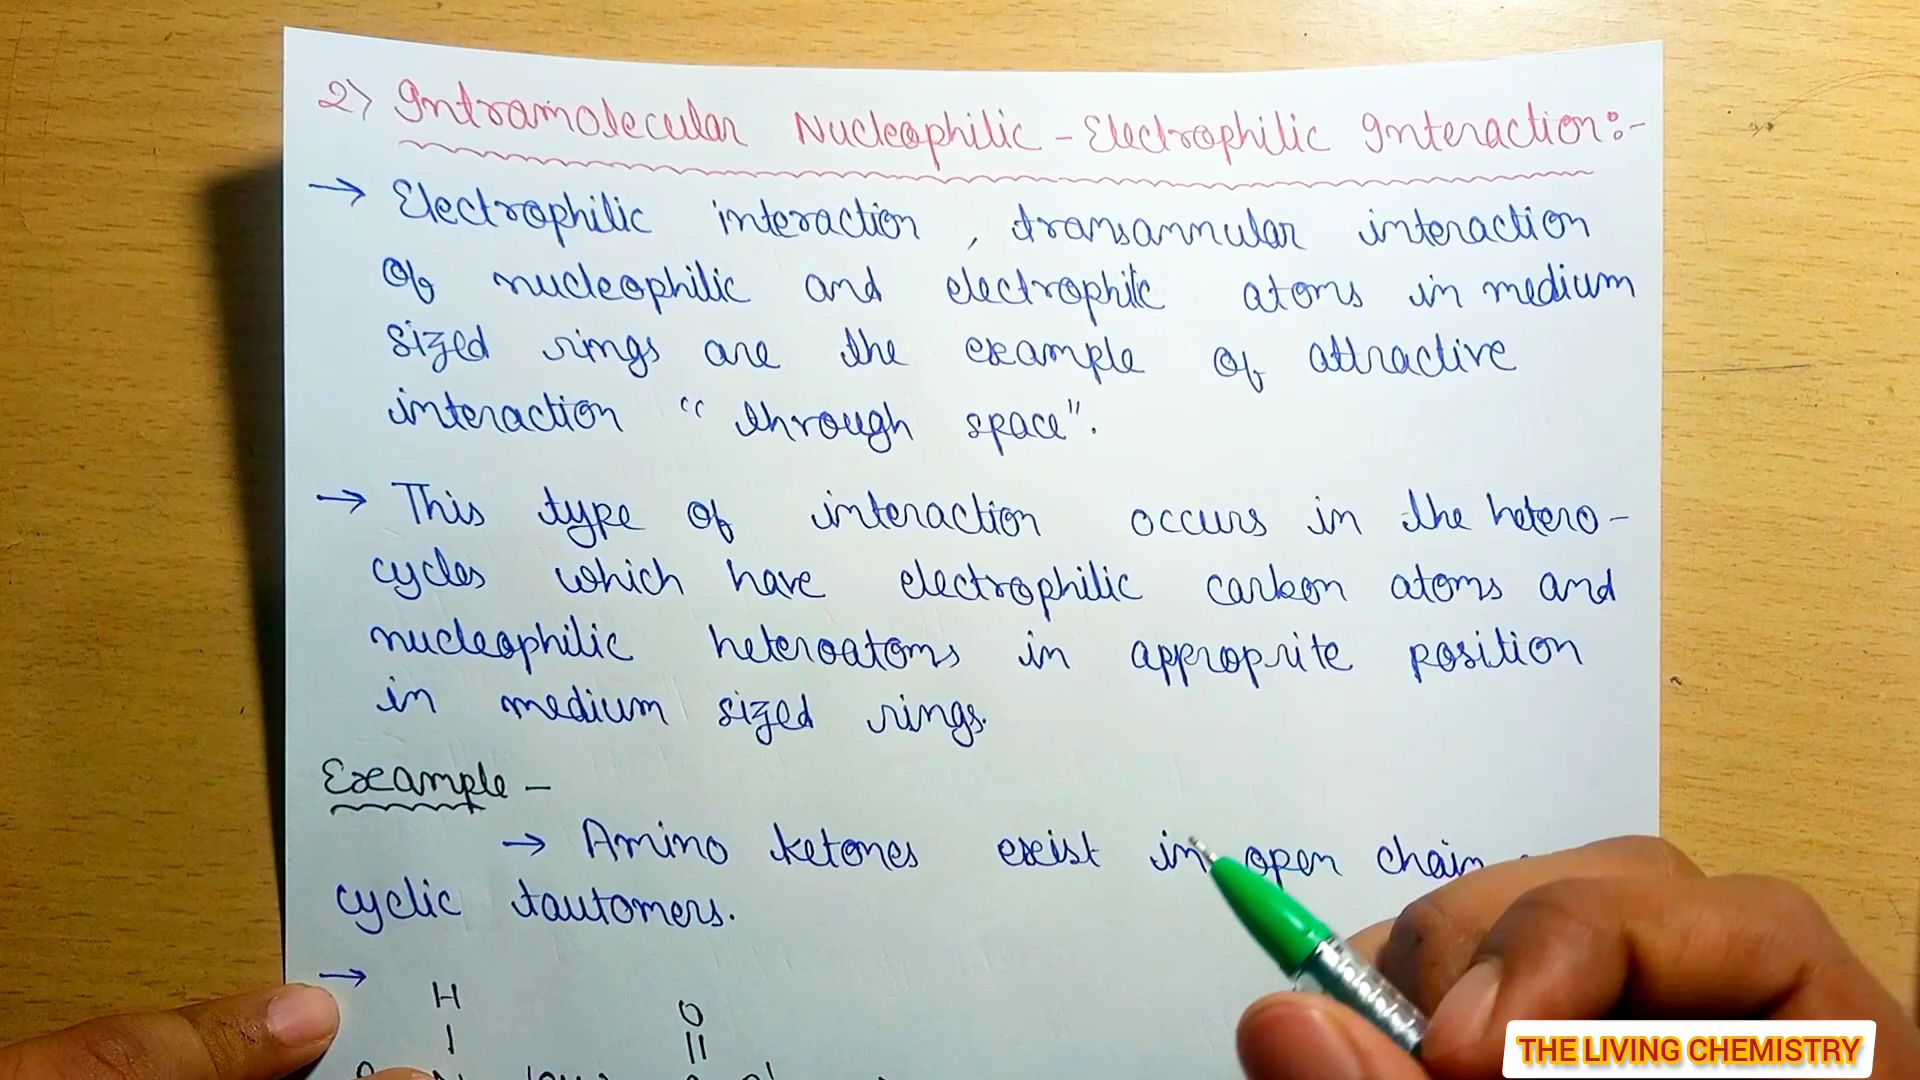 2) Intramolecular Nucleophilic - Electrophilic Interaction:-
→ Electrophilic interaction, transannular interaction
of nucleophilic and electrophilic atoms in medium
sized rings are the example of attractive
interaction "through space".
→ This type of interaction occurs in the hetero-
cycles which have electrophilic carbon atoms and
nucleophilic heteroatoms in approprite position
in medium sized rings.
Example -
→ Amino ketones exist in open chain
cyclic tautomers.
→
H
O
THE LIVING CHEMISTRY